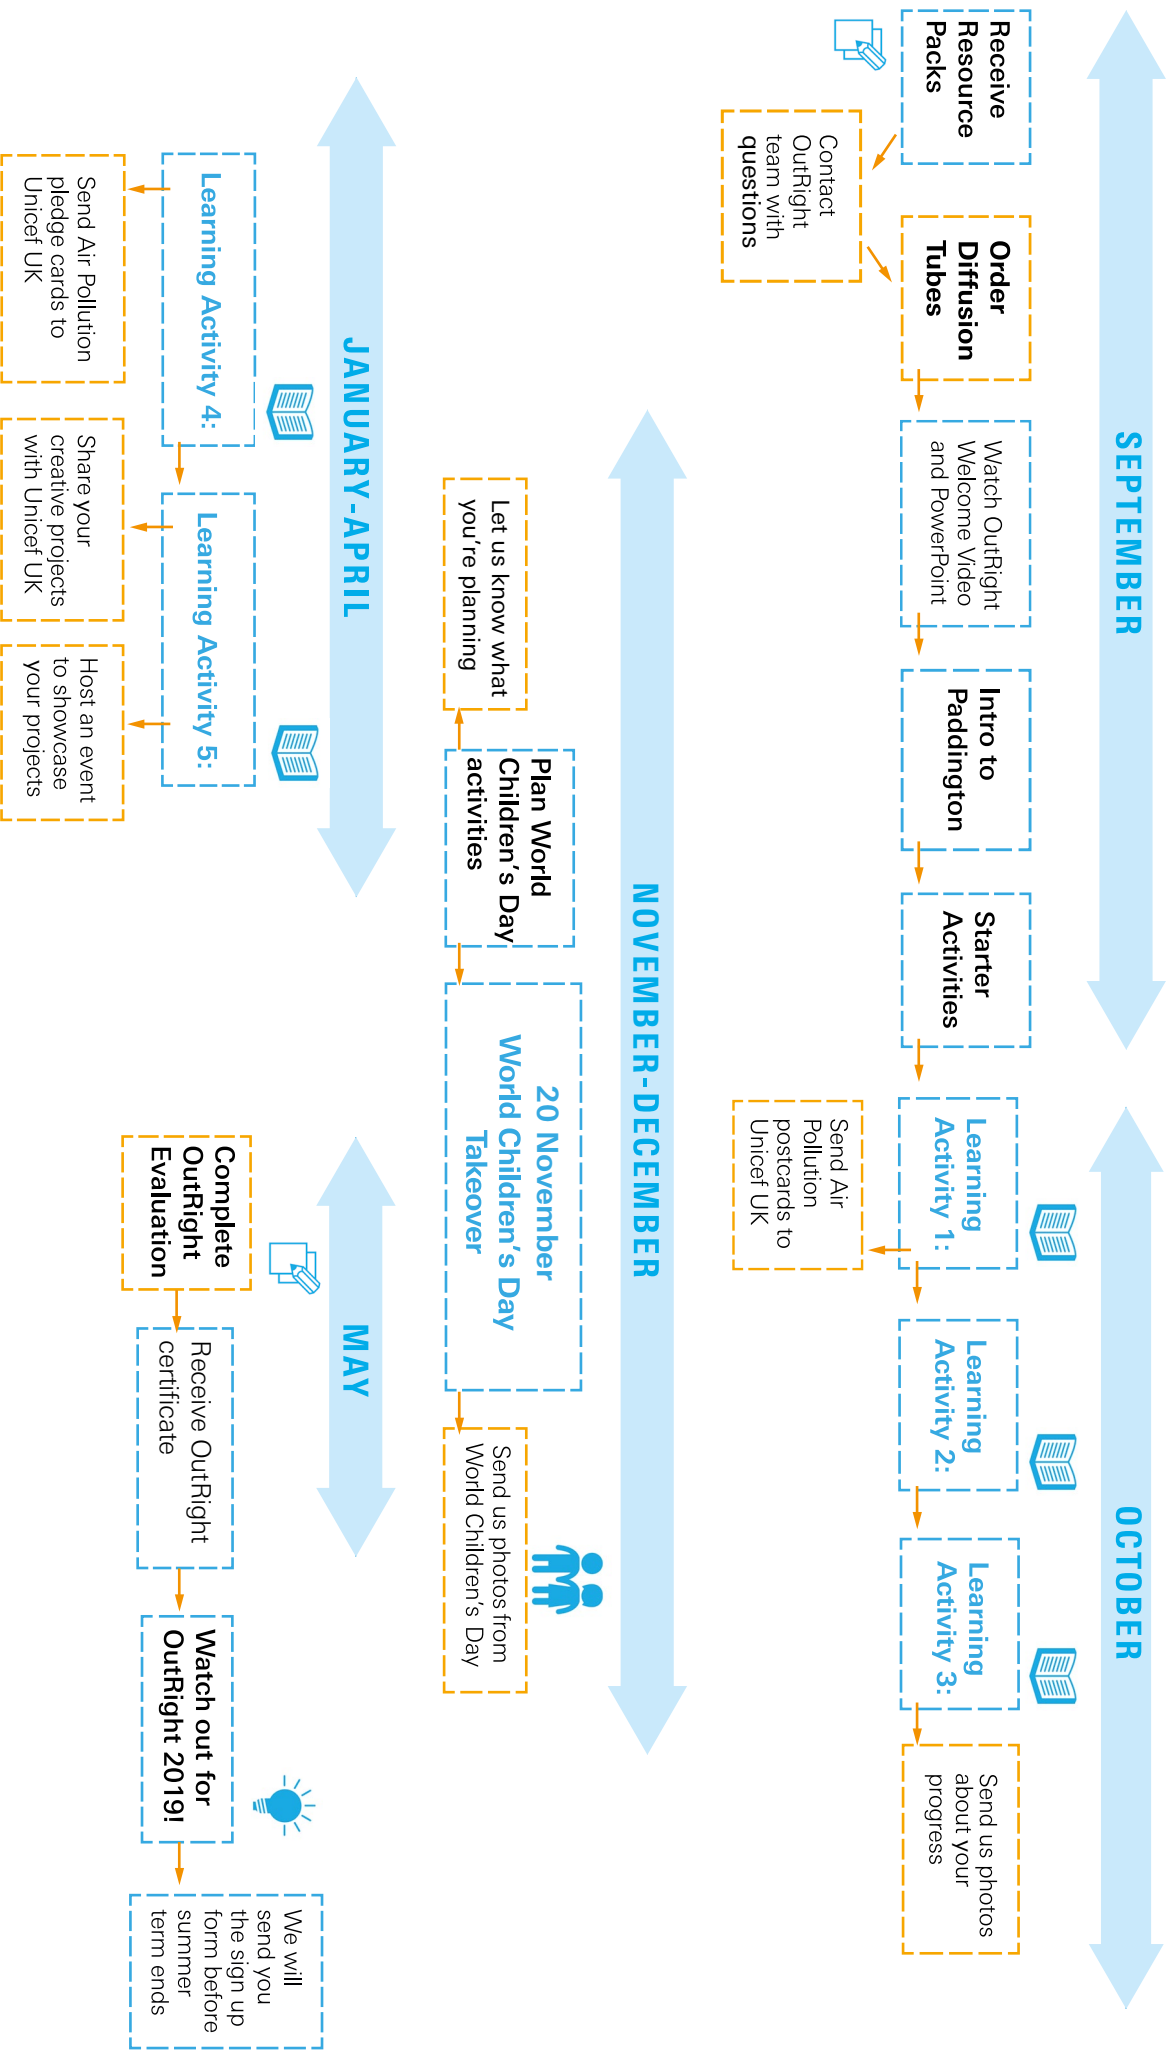 SEPTEMBER
Receive
Resource
Packs
Contact
OutRight
team with
questions
Order
Diffusion
Tubes
Watch OutRight
Welcome Video
and PowerPoint
Intro to
Paddington
Starter
Activities
OCTOBER
Learning
Activity 1:
Send Air
Pollution
postcards to
Unicef UK
Learning
Activity 2:
Learning
Activity 3:
Send us photos
about your
progress
NOVEMBER-DECEMBER
Let us know what
you’re planning
Plan World
Children’s Day
activities
20 November
World Children’s Day
Takeover
Send us photos from
World Children’s Day
JANUARY-APRIL
Learning Activity 4:
Send Air Pollution
pledge cards to
Unicef UK
Learning Activity 5:
Share your
creative projects
with Unicef UK
Host an event
to showcase
your projects
MAY
Complete
OutRight
Evaluation
Receive OutRight
certificate
Watch out for
OutRight 2019!
We will
send you
the sign up
form before
summer
term ends